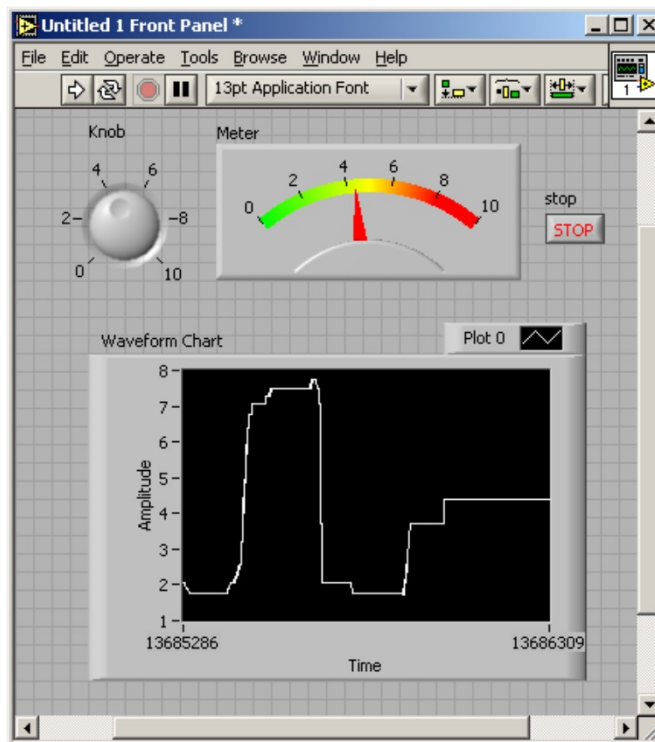 Untitled 1 Front Panel *
File Edit Operate Tools Browse Window Help
13pt Application Font
1
Knob
4 6
2 8
0 10
Meter
0 2 4 6 8 10
stop
STOP
Waveform Chart
Plot 0
8
7
6
5
4
3
2
1
Amplitude
13685286 13686309
Time